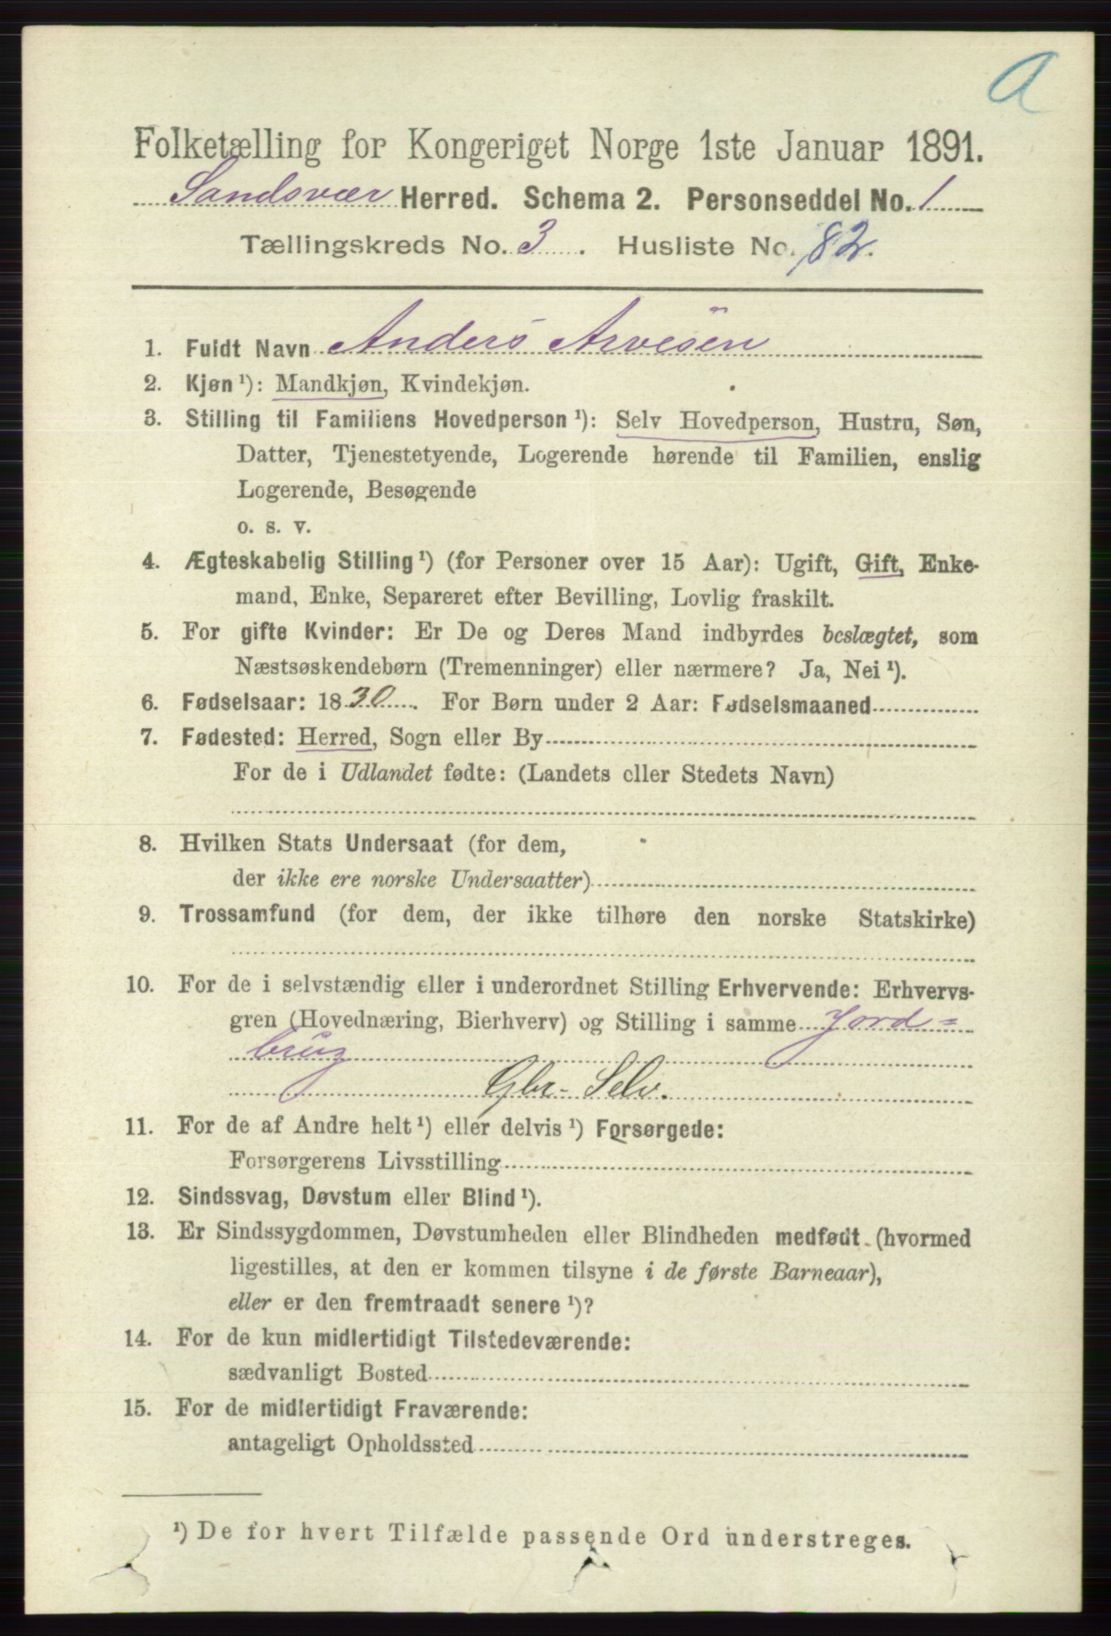 a
Folketælling for Kongeriget Norge 1ste Januar 1891.
Sandsvær Herred. Schema 2. Personseddel No. 1
Tællingskreds No. 3. Husliste No. 82.
1. Fuldt Navn Anders Arvesen
2. Kjøn ¹): Mandkjøn, Kvindekjøn.
3. Stilling til Familiens Hovedperson ¹): Selv Hovedperson, Hustru, Søn,
Datter, Tjenestetyende, Logerende hørende til Familien, enslig
Logerende, Besøgende
o. s. v.
4. Ægteskabelig Stilling ¹) (for Personer over 15 Aar): Ugift, Gift, Enke-
mand, Enke, Separeret efter Bevilling, Lovlig fraskilt.
5. For gifte Kvinder: Er De og Deres Mand indbyrdes beslægtet, som
Næstsøskendebørn (Tremenninger) eller nærmere? Ja, Nei ¹).
6. Fødselsaar: 1830. For Børn under 2 Aar: Fødselsmaaned
7. Fødested: Herred, Sogn eller By
For de i Udlandet fødte: (Landets eller Stedets Navn)
8. Hvilken Stats Undersaat (for dem,
der ikke ere norske Undersaatter)
9. Trossamfund (for dem, der ikke tilhøre den norske Statskirke)
10. For de i selvstændig eller i underordnet Stilling Erhvervende: Erhvervs-
gren (Hovednæring, Bierhverv) og Stilling i samme Jord=
brug
Gbr- Selv.
11. For de af Andre helt ¹) eller delvis ¹) Forsørgede:
Forsørgerens Livsstilling
12. Sindssvag, Døvstum eller Blind ¹).
13. Er Sindssygdommen, Døvstumheden eller Blindheden medfødt (hvormed
ligestilles, at den er kommen tilsyne i de første Barneaar),
eller er den fremtraadt senere ¹)?
14. For de kun midlertidigt Tilstedeværende:
sædvanligt Bosted
15. For de midlertidigt Fraværende:
antageligt Opholdssted
¹) De for hvert Tilfælde passende Ord understreges.